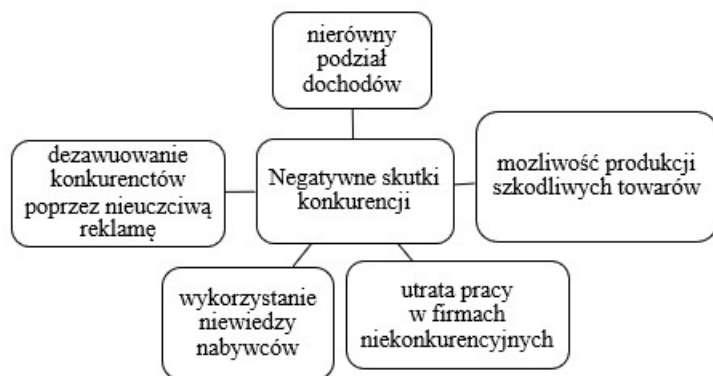 nierówny
podział
dochodów
dezawuowanie
konkurenctów
poprzez nieuczciwą
reklamę
Negatywne skutki
konkurencji
mozliwość produkcji
szkodliwych towarów
wykorzystanie
niewiedzy
nabywców
utrata pracy
w firmach
niekonkurencyjnych